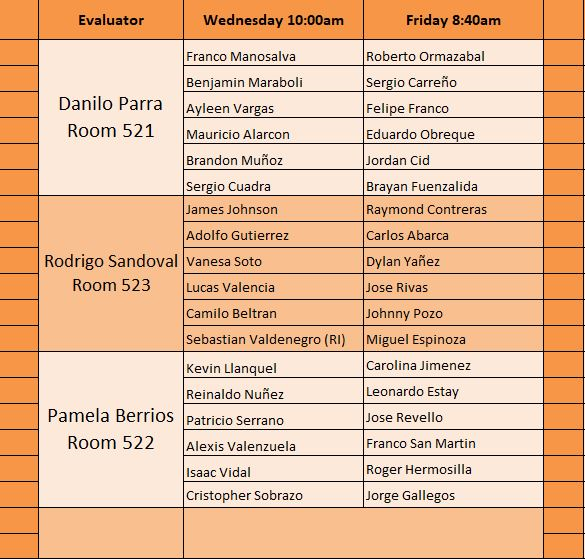 Evaluator Wednesday 10:00am Friday 8:40am
Danilo Parra
Room 521
Franco Manosalva Roberto Ormazabal
Benjamin Maraboli Sergio Carreño
Ayleen Vargas Felipe Franco
Mauricio Alarcon Eduardo Obreque
Brandon Muñoz Jordan Cid
Sergio Cuadra Brayan Fuenzalida
Rodrigo Sandoval
Room 523
James Johnson Raymond Contreras
Adolfo Gutierrez Carlos Abarca
Vanesa Soto Dylan Yañez
Lucas Valencia Jose Rivas
Camilo Beltran Johnny Pozo
Sebastian Valdenegro (RI) Miguel Espinoza
Pamela Berrios
Room 522
Kevin Llanquel Carolina Jimenez
Reinaldo Nuñez Leonardo Estay
Patricio Serrano Jose Revello
Alexis Valenzuela Franco San Martin
Isaac Vidal Roger Hermosilla
Cristopher Sobrazo Jorge Gallegos